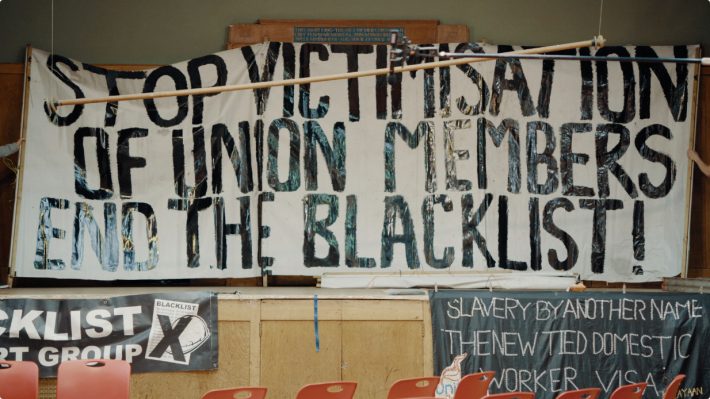 STOP VICTIMISATION
OF UNION MEMBERS
END THE BLACKLIST!
CKLIST
RT GROUP
BLACKLIST
SLAVERY BY ANOTHER NAME
THE NEW TIED DOMESTIC
WORKER VISA